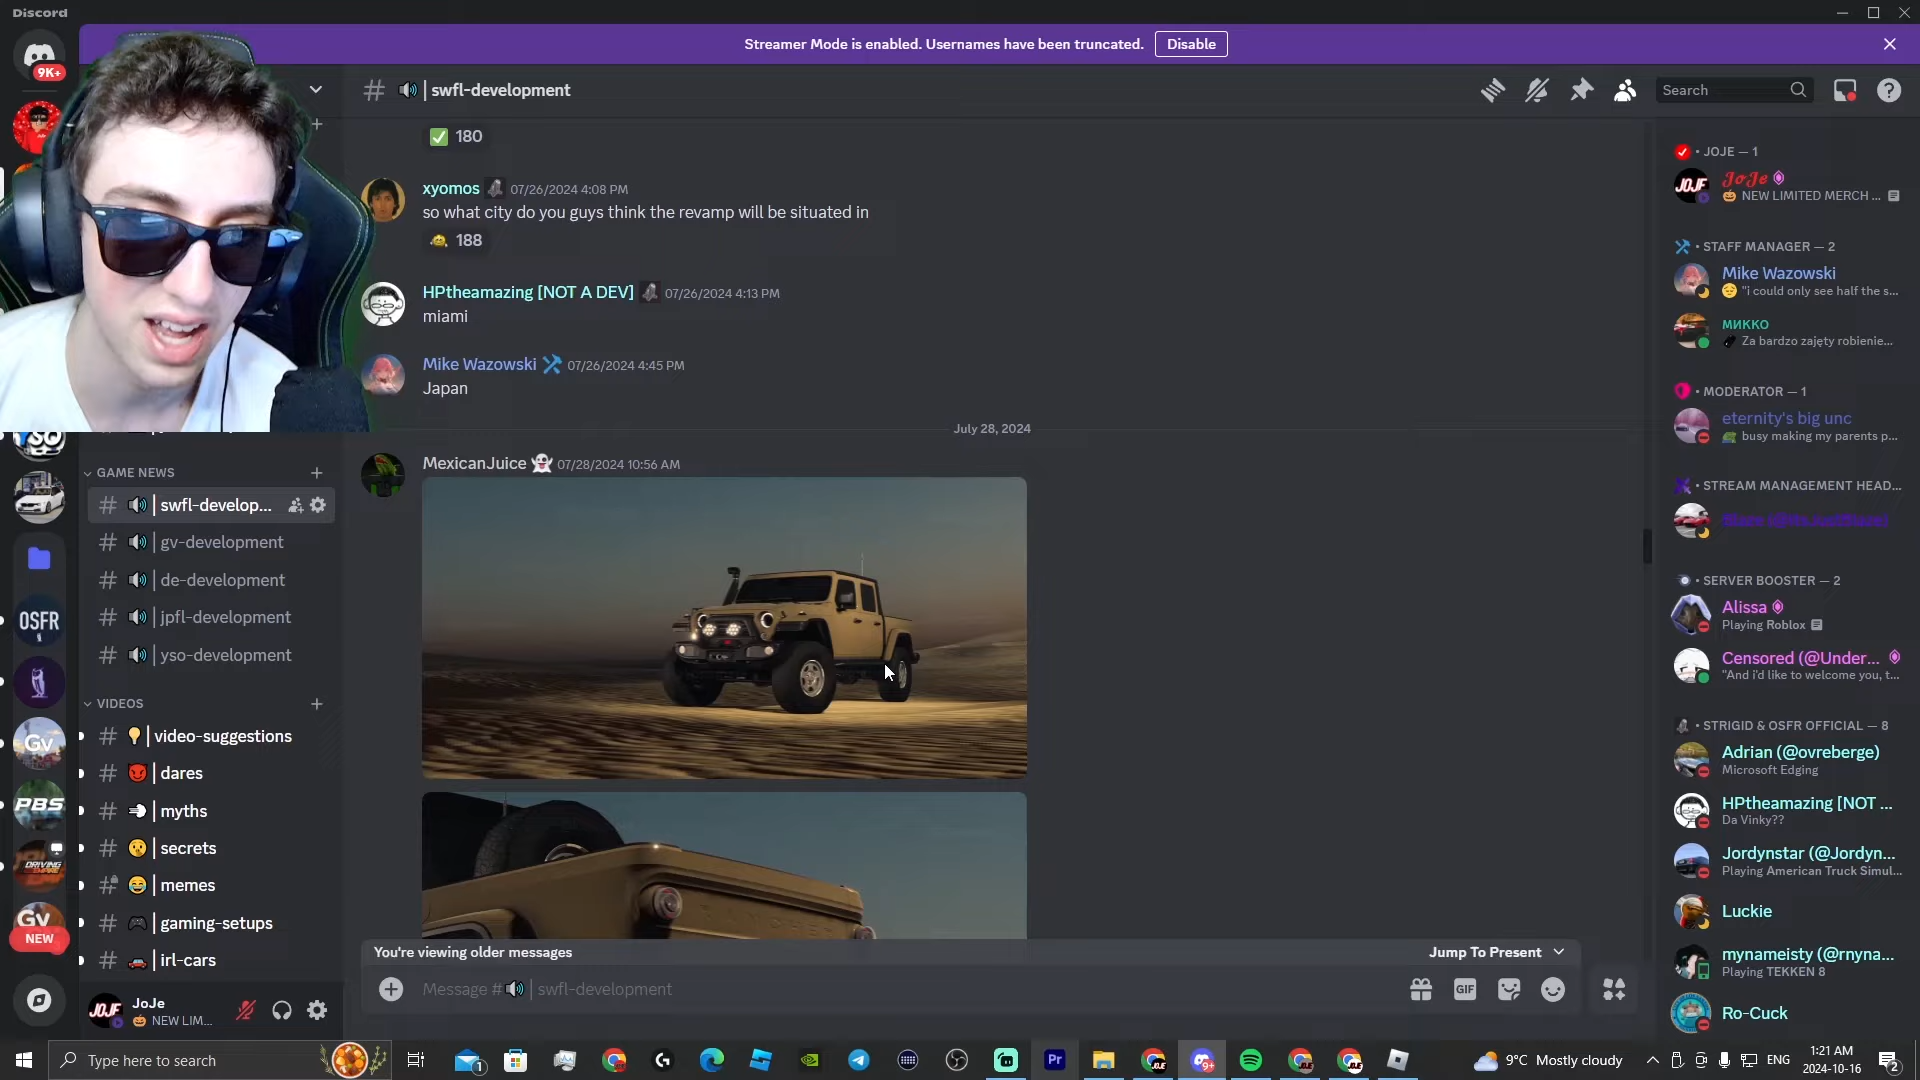 Discord
Streamer Mode is enabled. Usernames have been truncated.
Disable
9K+
# | swfl-development
Search
180
xyomos 07/26/2024 4:08 PM
so what city do you guys think the revamp will be situated in
188
HPtheamazing [NOT A DEV] 07/26/2024 4:13 PM
miami
Mike Wazowski 07/26/2024 4:45 PM
Japan
July 28, 2024
MexicanJuice 07/28/2024 10:56 AM
You're viewing older messages
Jump To Present
Message # | swfl-development
GIF
GAME NEWS
# | swfl-develop...
# | gv-development
# | de-development
# | jpfl-development
# | yso-development
VIDEOS
# | video-suggestions
# | dares
# | myths
# | secrets
# | memes
# | gaming-setups
# | irl-cars
OSFR
Gv
PBS
DRIVING EMPIRE
Gv
NEW
JOJE
JoJe
NEW LIM...
• JOJE — 1
JOJE
JoJe
NEW LIMITED MERCH ...
• STAFF MANAGER — 2
Mike Wazowski
"i could only see half the s...
МИККО
Za bardzo zajęty robienie...
• MODERATOR — 1
eternity's big unc
busy making my parents p...
• STREAM MANAGEMENT HEAD...
• SERVER BOOSTER — 2
Alissa
Playing Roblox
Censored (@Under...
"And i'd like to welcome you, t...
• STRIGID & OSFR OFFICIAL — 8
Adrian (@ovreberge)
Microsoft Edging
HPtheamazing [NOT ...
Da Vinky??
Jordynstar (@Jordyn...
Playing American Truck Simul...
Luckie
mynameisty (@rnyna...
Playing TEKKEN 8
Ro-Cuck
Type here to search
1
Pr
9+
9°C Mostly cloudy
ENG
1:21 AM
2024-10-16
2